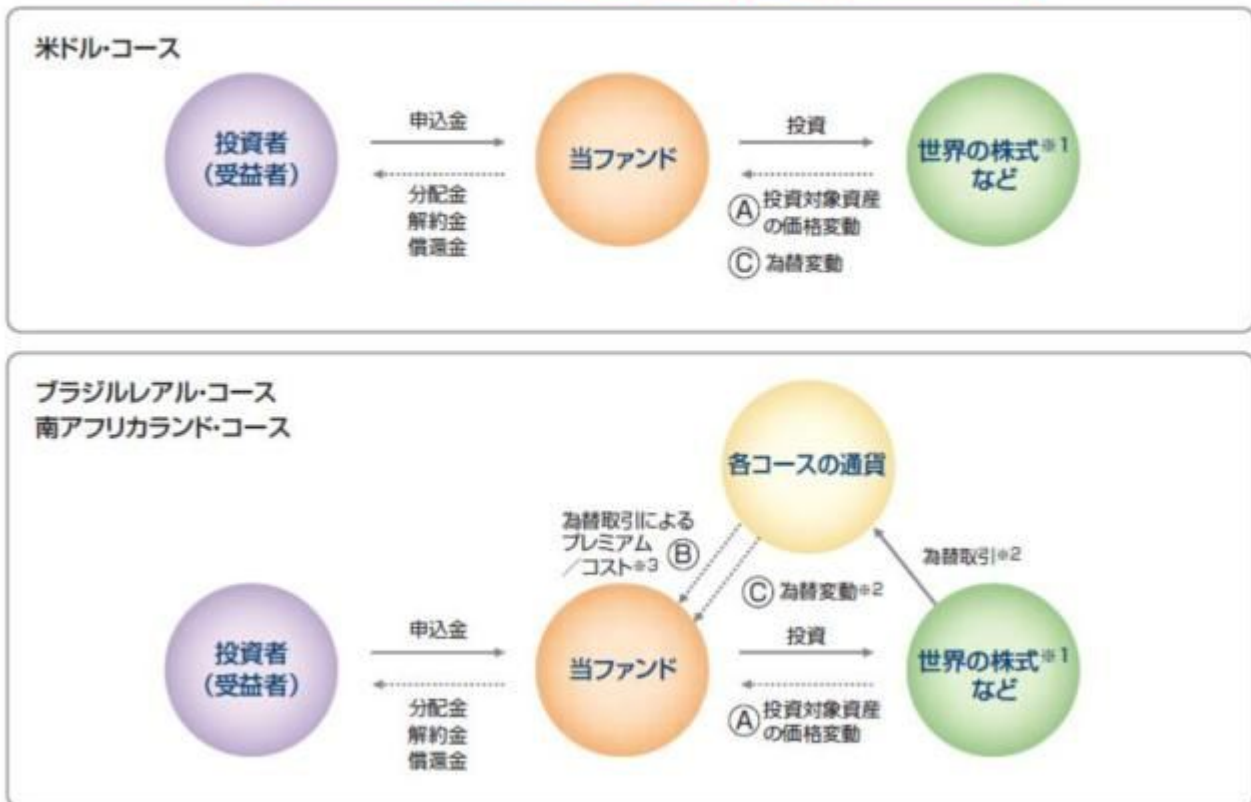 米ドル・コース
投資者
(受益者)
申込金
分配金
解約金
償還金
当ファンド
投資
Ⓐ投資対象資産
の価格変動
Ⓒ為替変動
世界の株式※1
など
ブラジルレアル・コース
南アフリカランド・コース
各コースの通貨
為替取引による
プレミアム
/コスト※3 Ⓑ
Ⓒ為替変動※2
為替取引※2
投資者
(受益者)
申込金
分配金
解約金
償還金
当ファンド
投資
Ⓐ投資対象資産
の価格変動
世界の株式※1
など